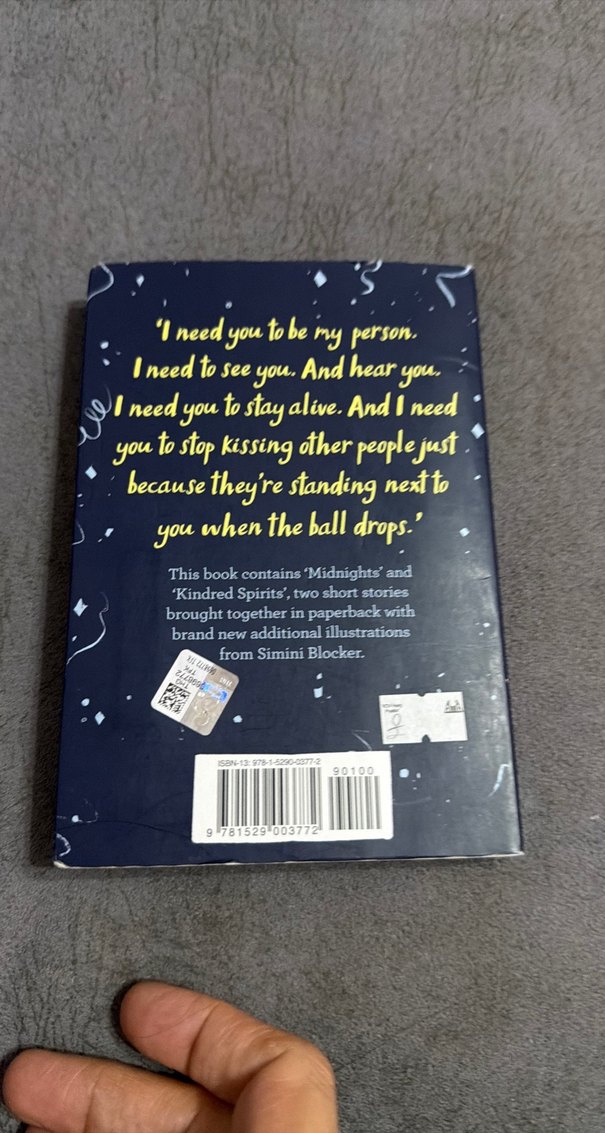 ‘I need you to be my person.
I need to see you. And hear you.
I need you to stay alive. And I need
you to stop kissing other people just
because they’re standing next to
you when the ball drops.’
This book contains ‘Midnights’ and
‘Kindred Spirits’, two short stories
brought together in paperback with
brand new additional illustrations
from Simini Blocker.
ISBN-13: 978-1-5290-0377-2
90100
9 781529 003772